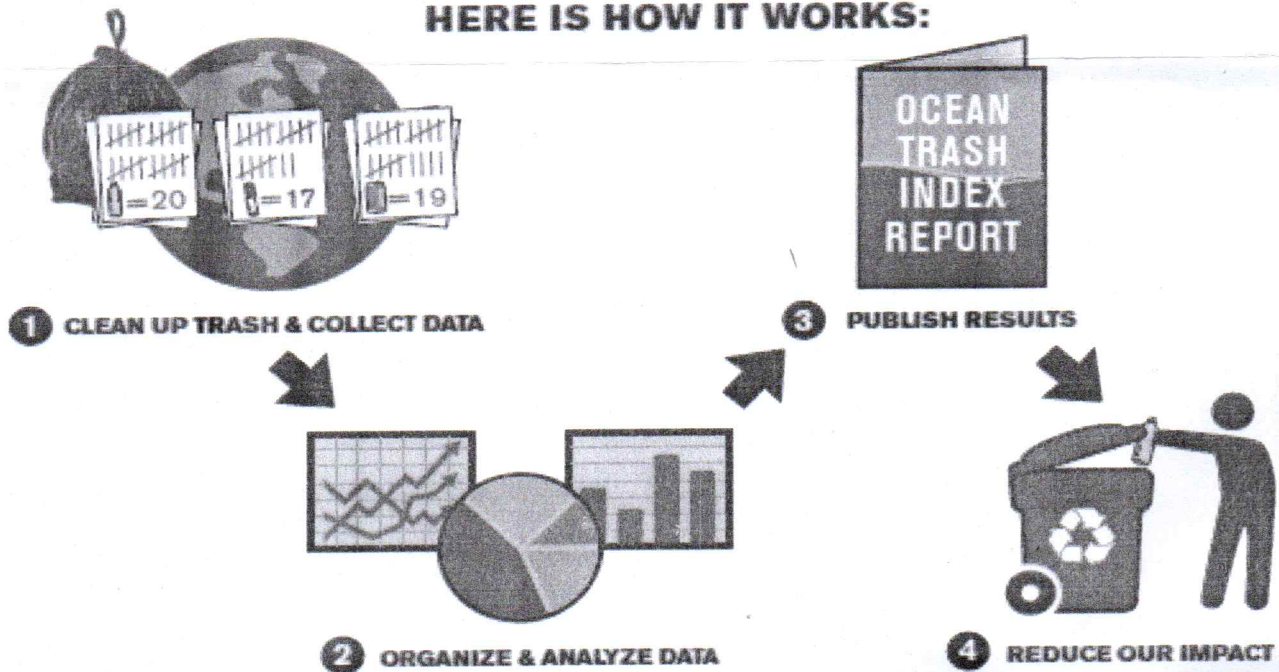 HERE IS HOW IT WORKS:
=20
=17
=19
1 CLEAN UP TRASH & COLLECT DATA
OCEAN
TRASH
INDEX
REPORT
3 PUBLISH RESULTS
2 ORGANIZE & ANALYZE DATA
4 REDUCE OUR IMPACT